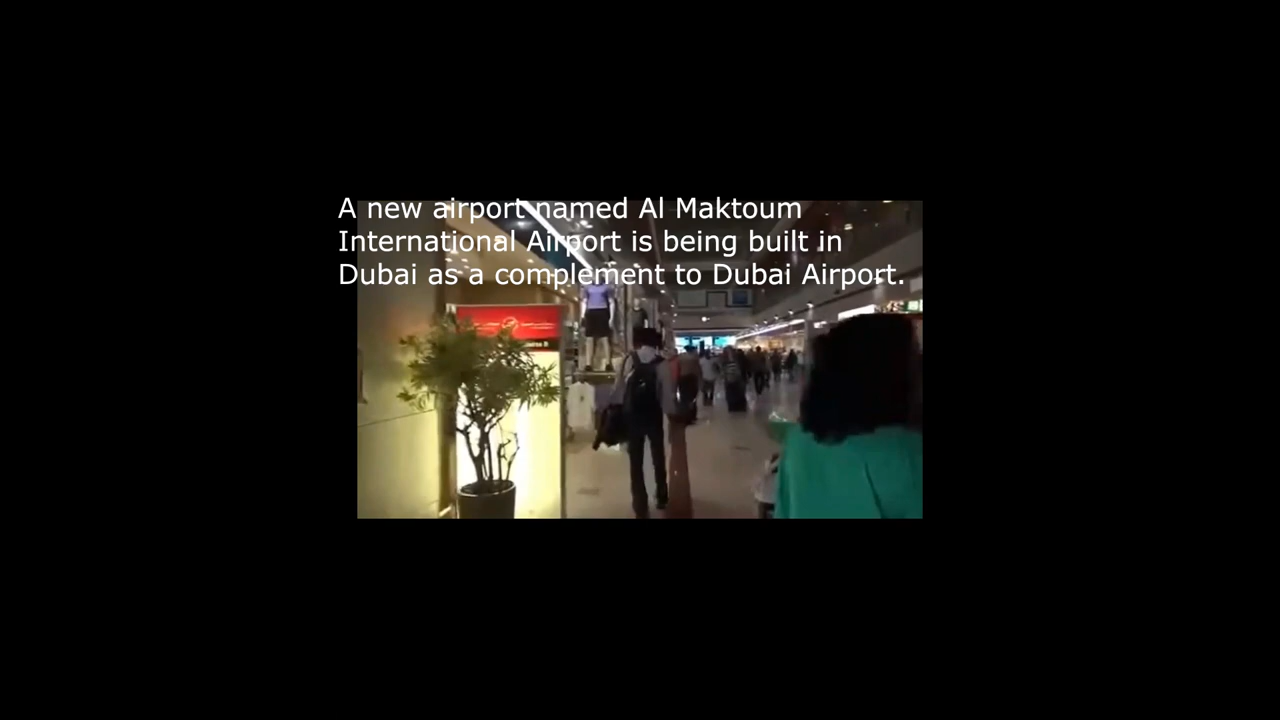 A new airport named Al Maktoum
International Airport is being built in
Dubai as a complement to Dubai Airport.